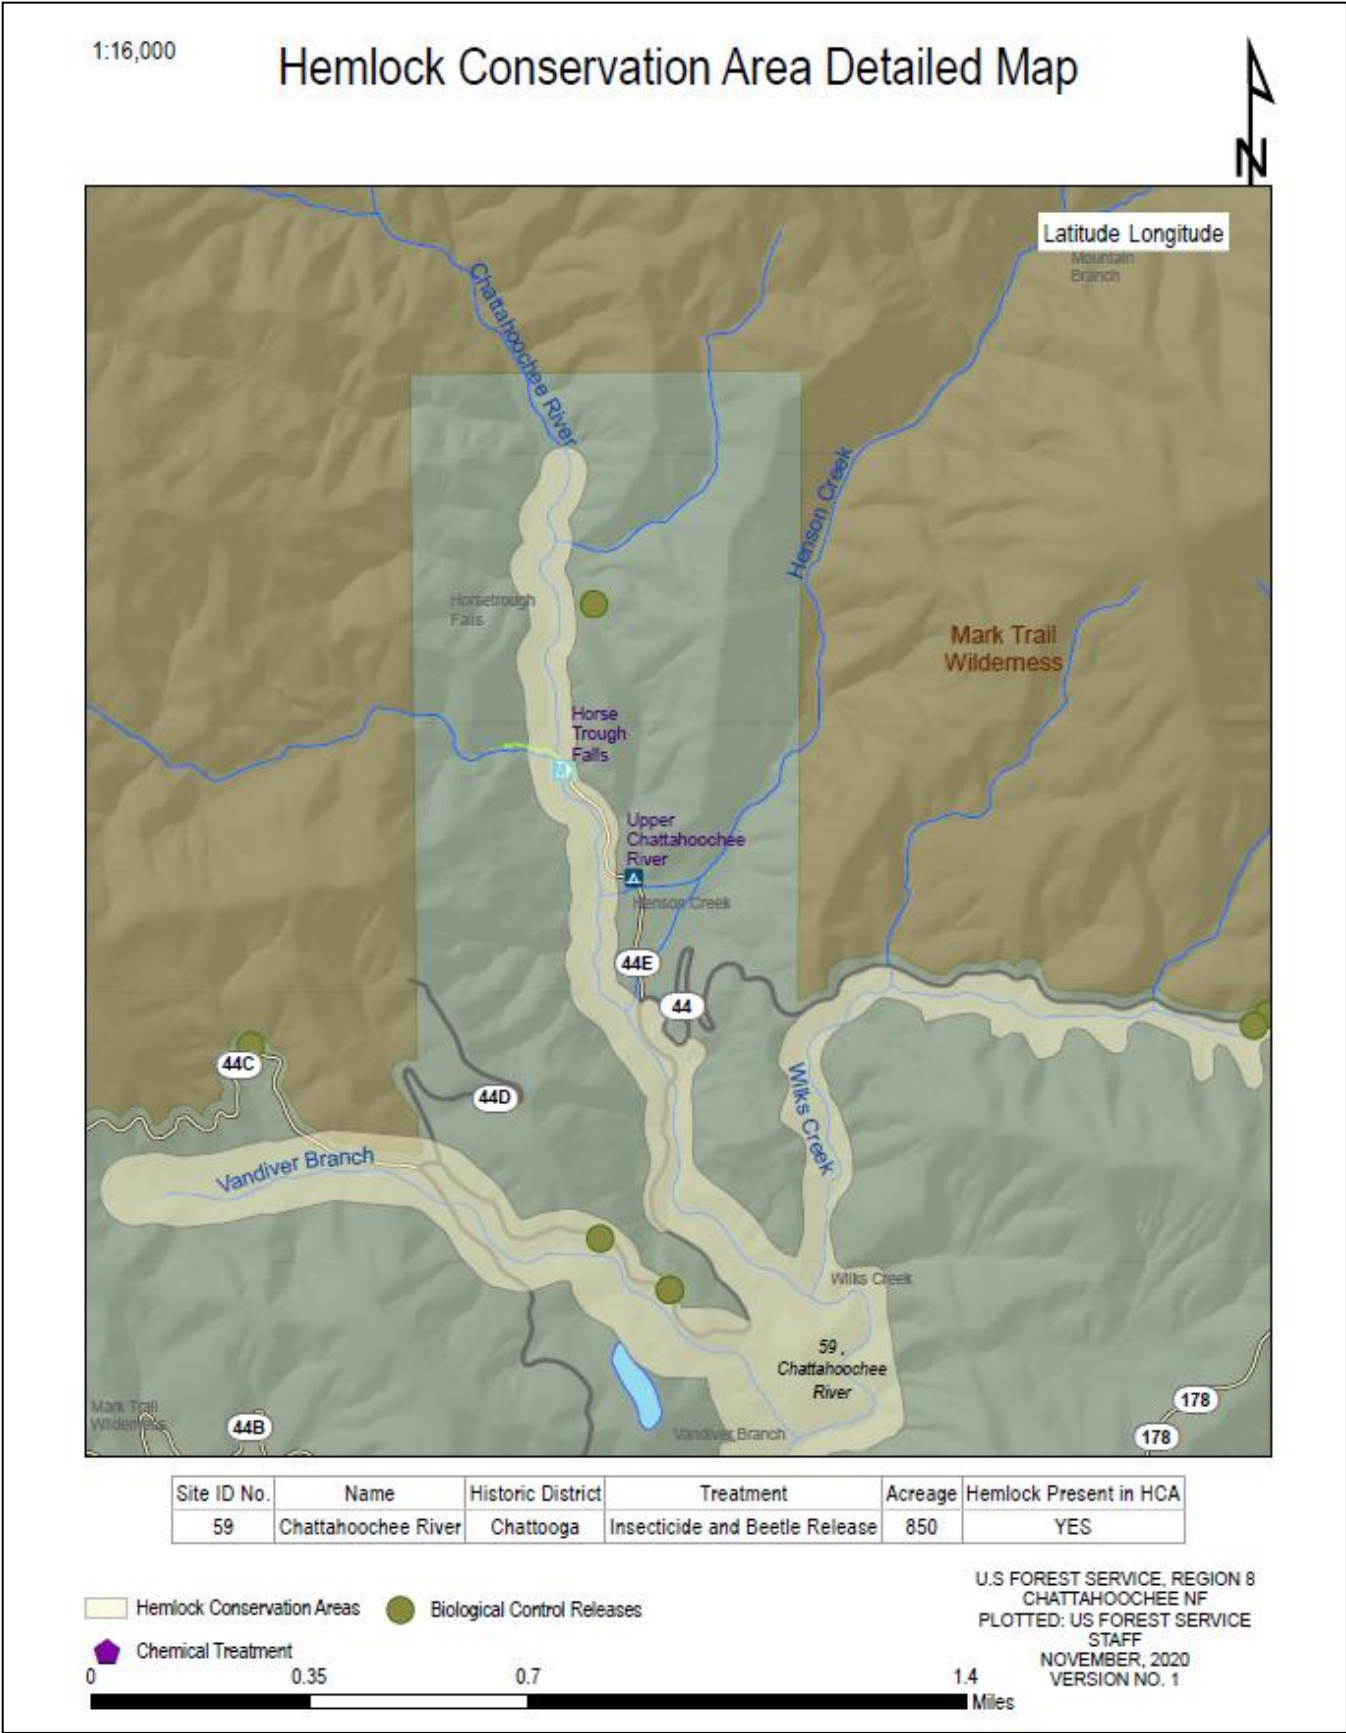 1:16,000
Hemlock Conservation Area Detailed Map
N
Latitude Longitude
Mountain
Branch
Chattahoochee River
Henson Creek
Horsetrough
Falls
Mark Trail
Wilderness
Horse
Trough
Falls
Upper
Chattahoochee
River
Henson Creek
44E
44
44C
44D
Wilks Creek
Vandiver Branch
Wilks Creek
59 ,
Chattahoochee
River
Mark Trail
Wilderness
44B
Vandiver Branch
178
178
Site ID No. Name Historic District Treatment Acreage Hemlock Present in HCA
59 Chattahoochee River Chattooga Insecticide and Beetle Release 850 YES
Hemlock Conservation Areas Biological Control Releases
Chemical Treatment
0 0.35 0.7 1.4
Miles
U.S FOREST SERVICE, REGION 8
CHATTAHOOCHEE NF
PLOTTED: US FOREST SERVICE
STAFF
NOVEMBER, 2020
VERSION NO. 1